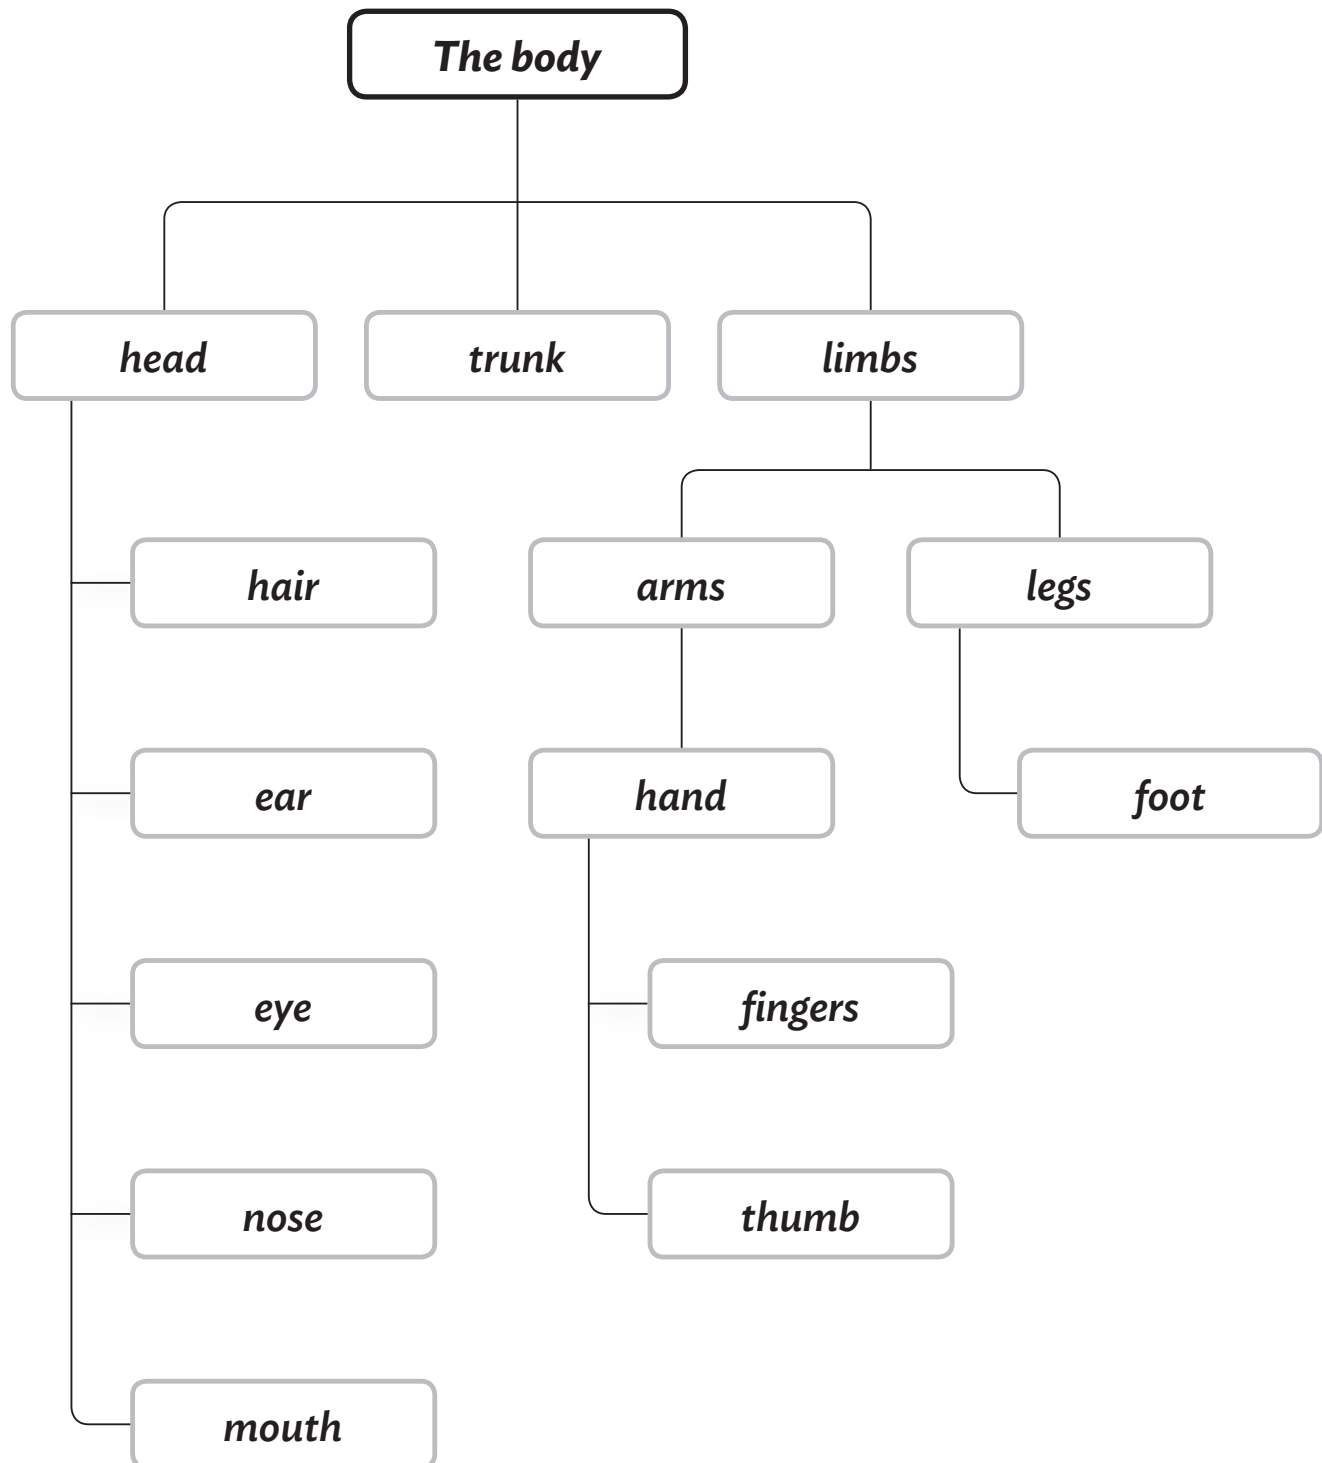 The body
head
trunk
limbs
hair
arms
legs
ear
hand
foot
eye
fingers
nose
thumb
mouth